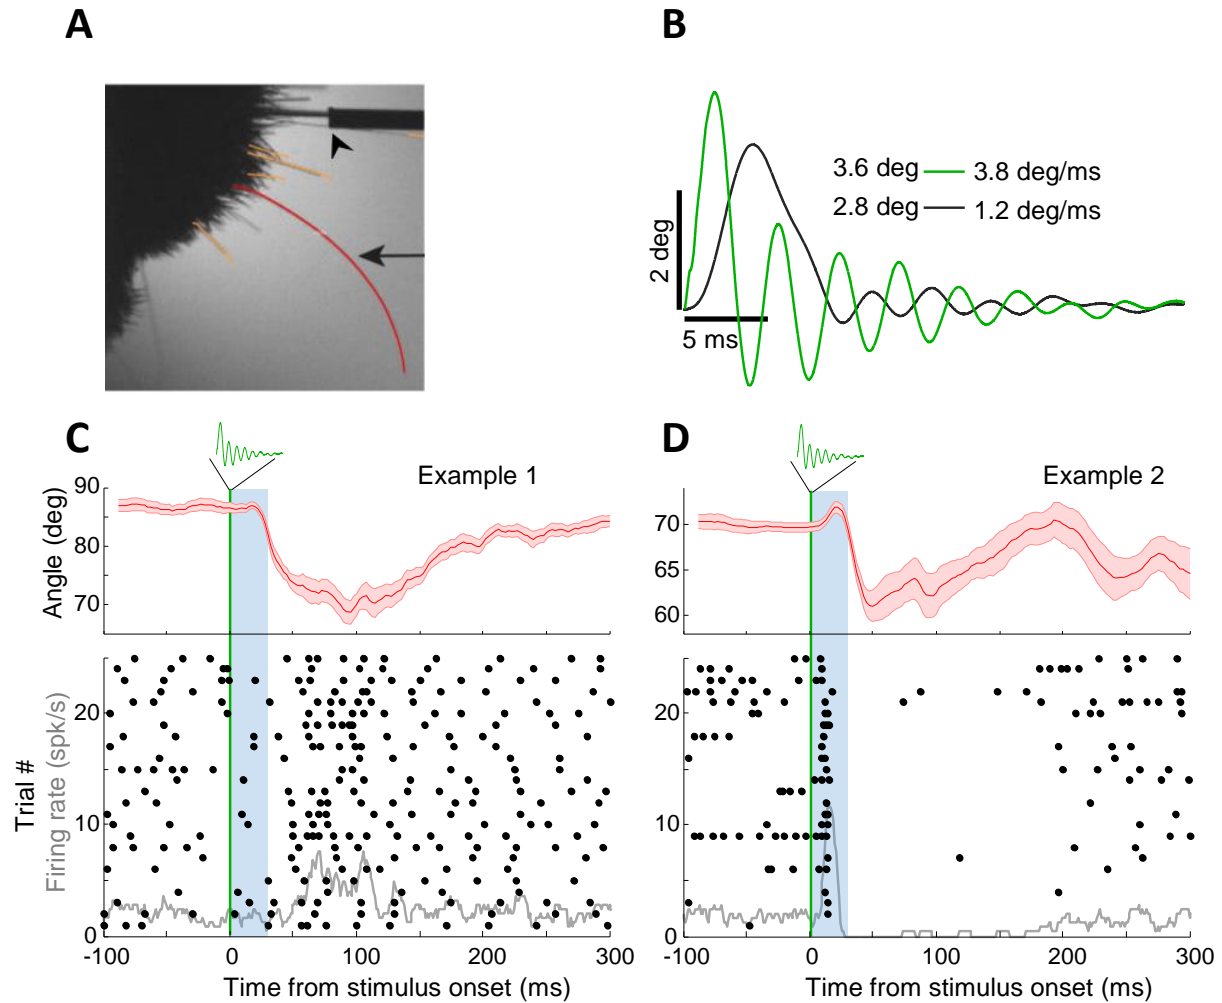 A
B
3.6 deg 3.8 deg/ms
2.8 deg 1.2 deg/ms
2 deg
5 ms
C
D
Example 1
Example 2
Angle (deg)
90
80
70
70
65
60
Trial #
Firing rate (spk/s)
20
10
0
20
10
0
-100 0 100 200 300
-100 0 100 200 300
Time from stimulus onset (ms)
Time from stimulus onset (ms)